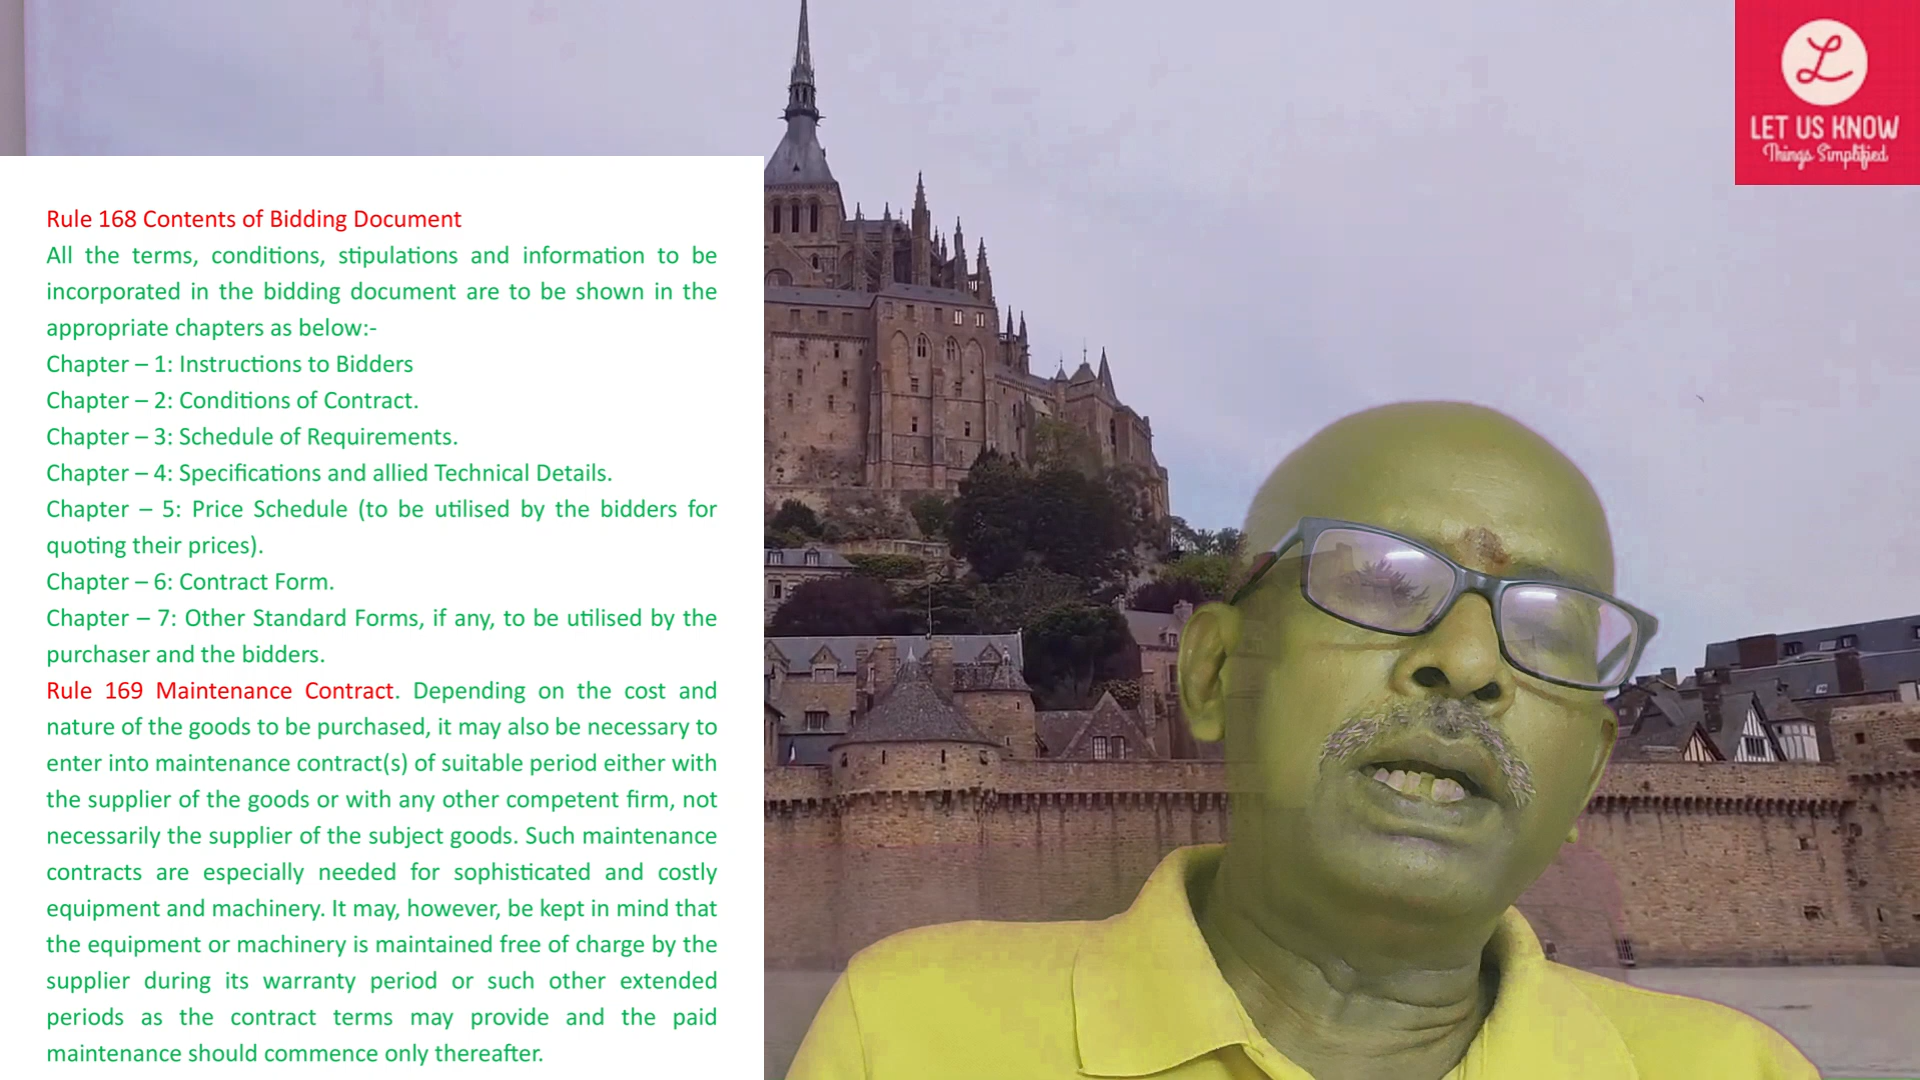 LET US KNOW
Things Simplified
Rule 168 Contents of Bidding Document
All the terms, conditions, stipulations and information to be
incorporated in the bidding document are to be shown in the
appropriate chapters as below:-
Chapter – 1: Instructions to Bidders
Chapter – 2: Conditions of Contract.
Chapter – 3: Schedule of Requirements.
Chapter – 4: Specifications and allied Technical Details.
Chapter – 5: Price Schedule (to be utilised by the bidders for
quoting their prices).
Chapter – 6: Contract Form.
Chapter – 7: Other Standard Forms, if any, to be utilised by the
purchaser and the bidders.
Rule 169 Maintenance Contract. Depending on the cost and
nature of the goods to be purchased, it may also be necessary to
enter into maintenance contract(s) of suitable period either with
the supplier of the goods or with any other competent firm, not
necessarily the supplier of the subject goods. Such maintenance
contracts are especially needed for sophisticated and costly
equipment and machinery. It may, however, be kept in mind that
the equipment or machinery is maintained free of charge by the
supplier during its warranty period or such other extended
periods as the contract terms may provide and the paid
maintenance should commence only thereafter.